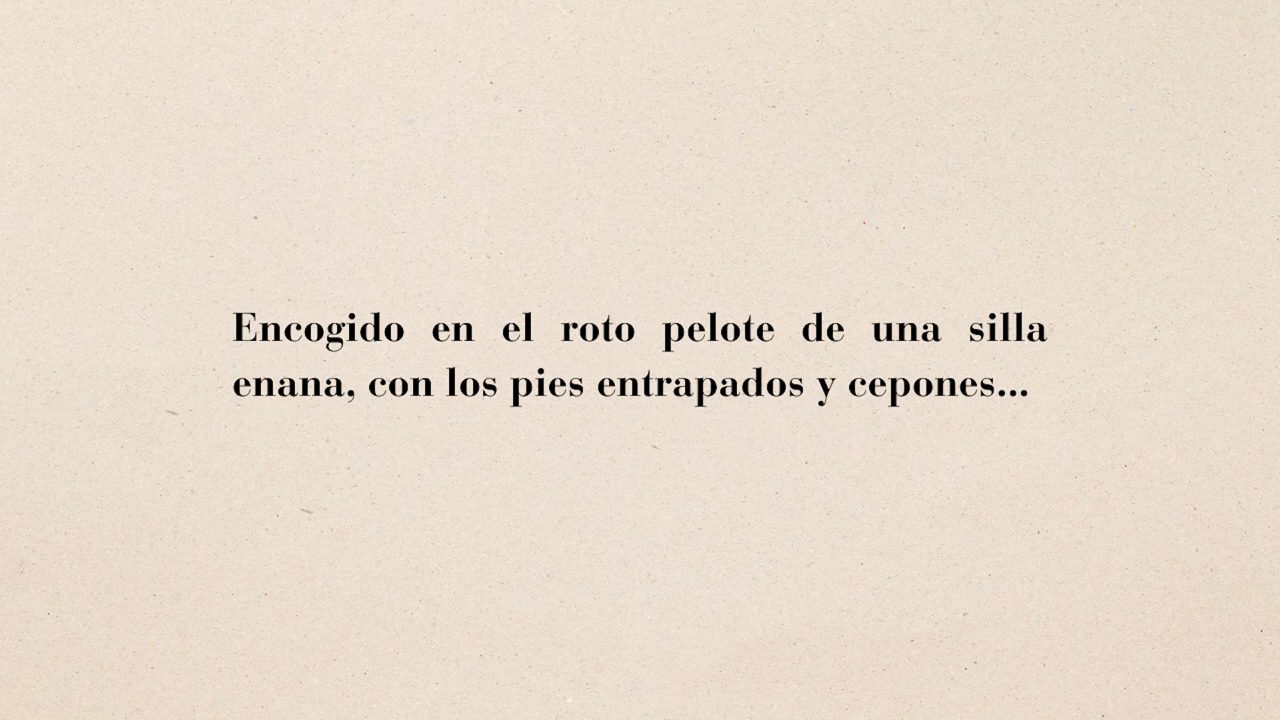 Encogido en el roto pelote de una silla
enana, con los pies entrapados y cepones...